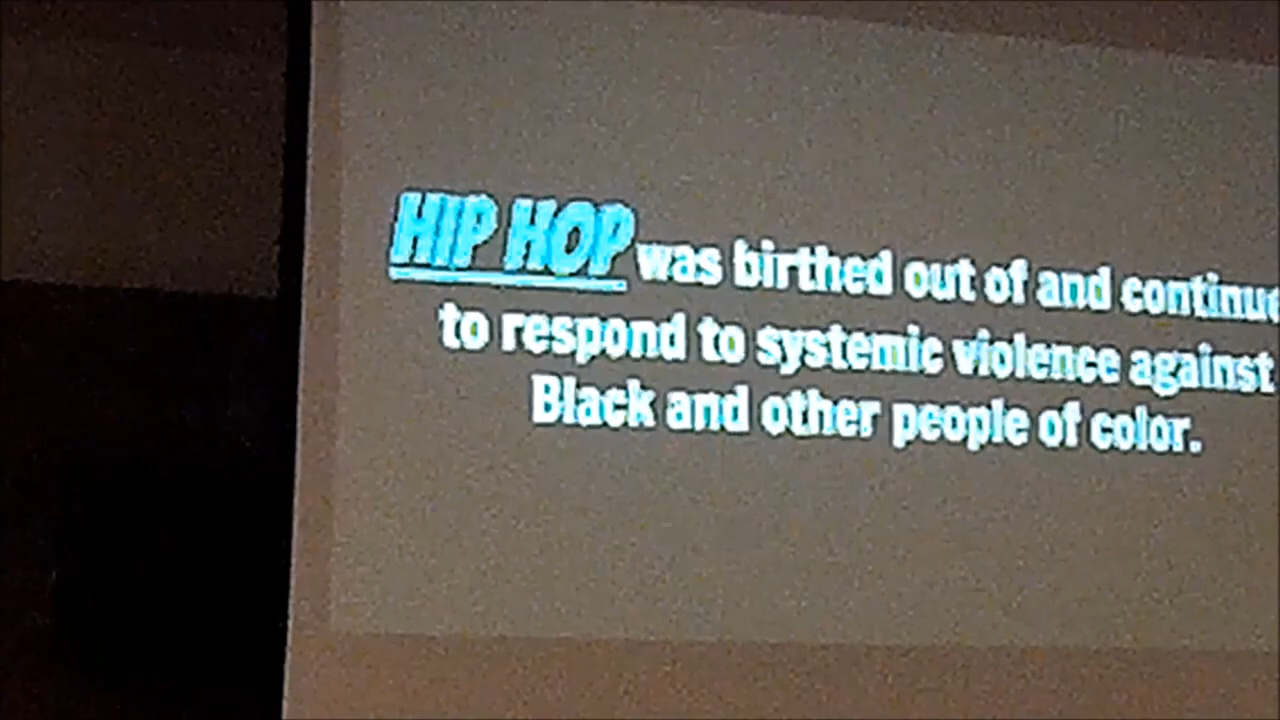 HIP HOP was birthed out of and continu
to respond to systemic violence against
Black and other people of color.